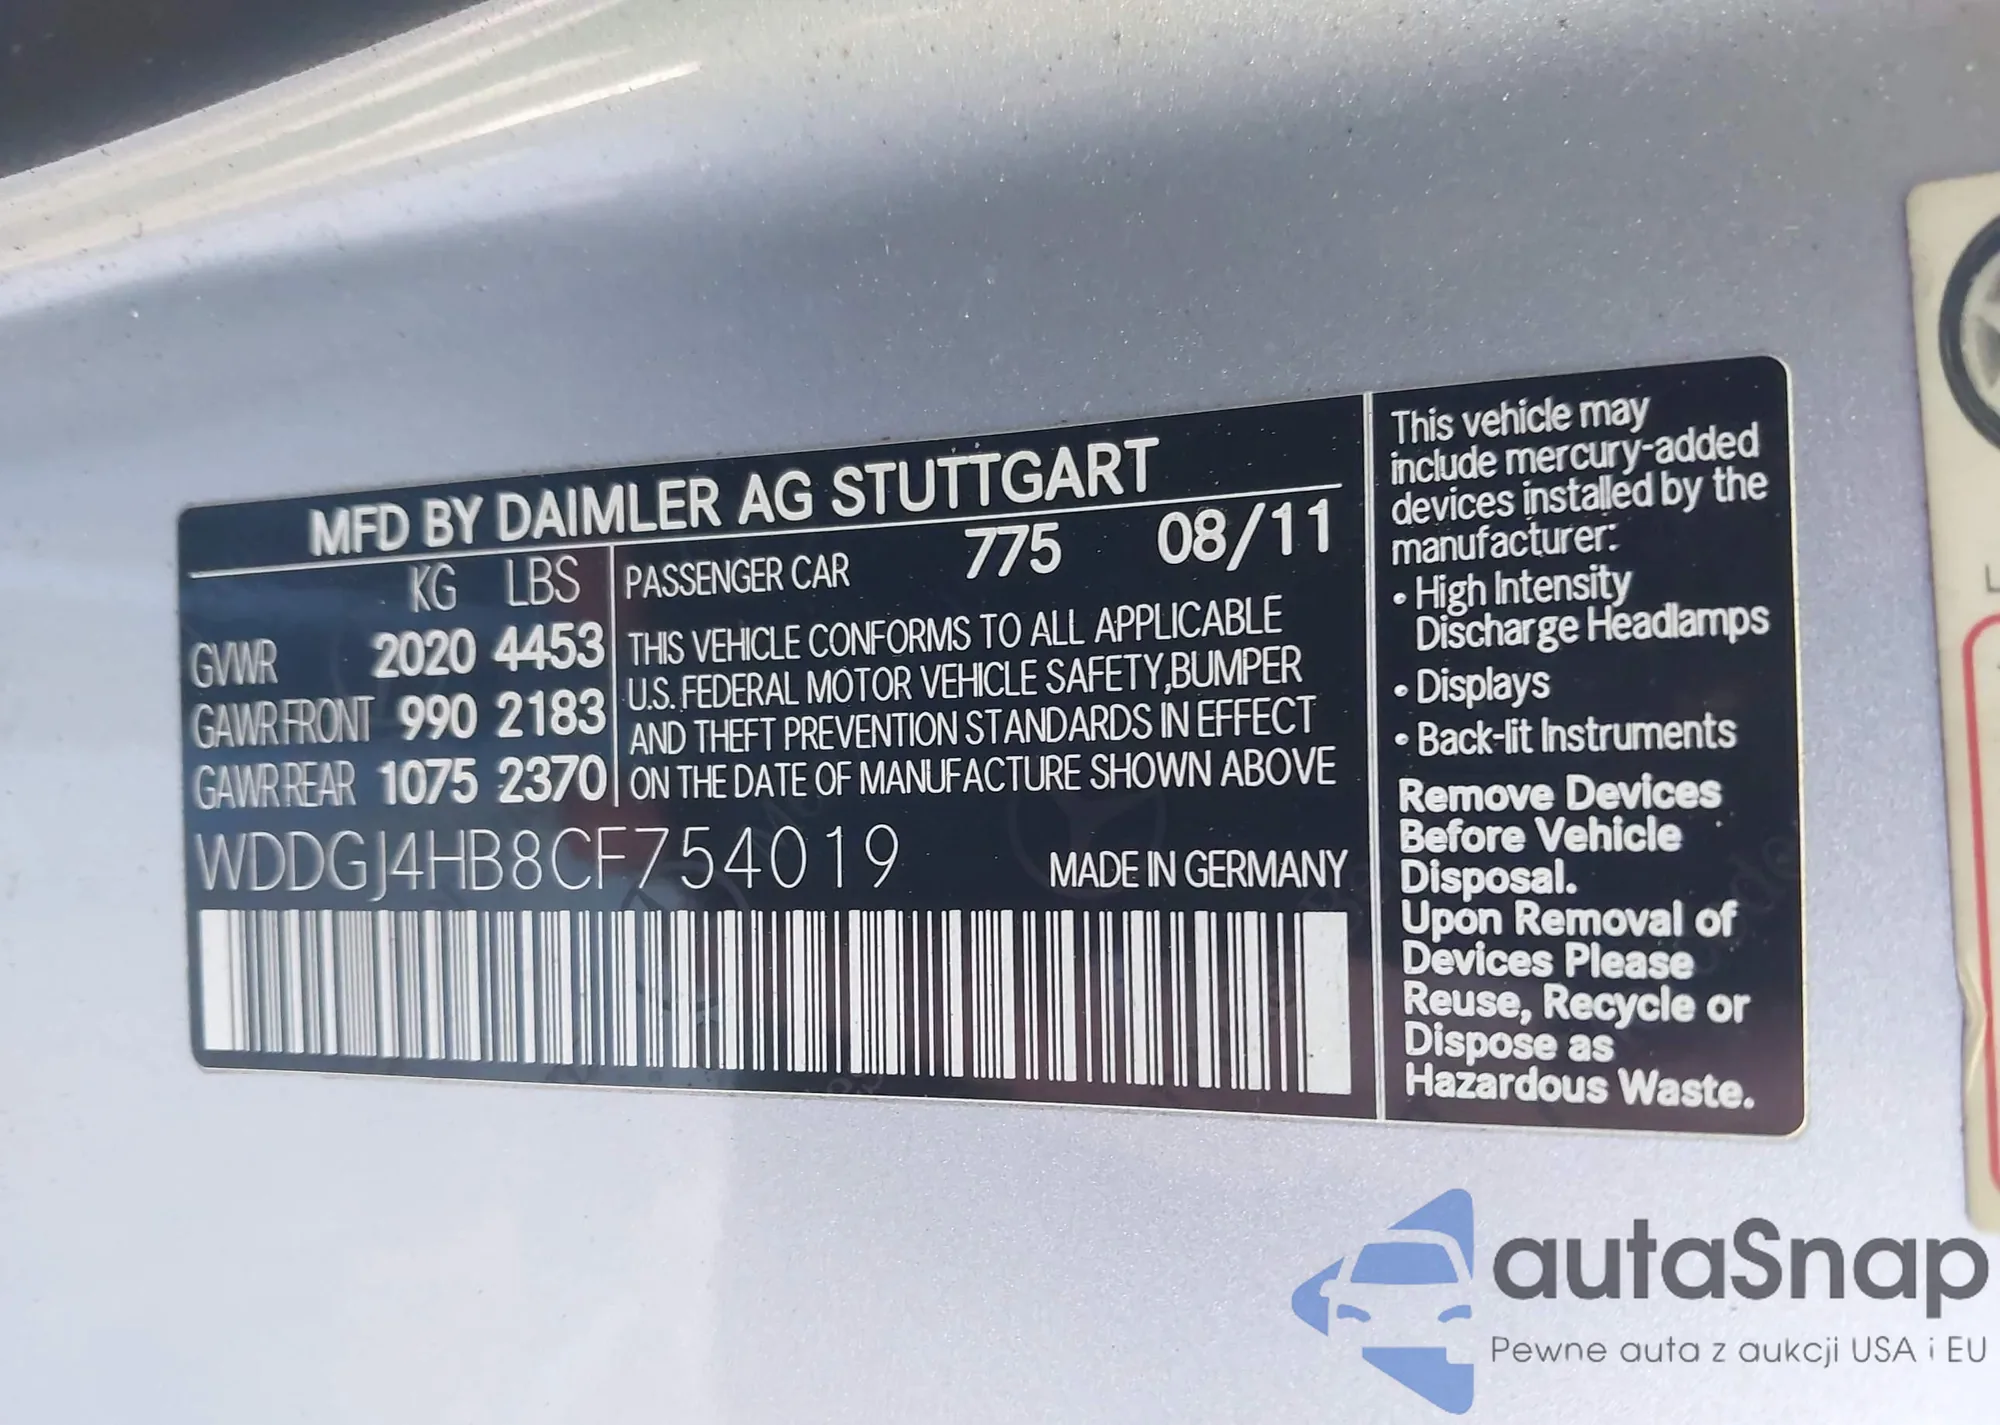 MFD BY DAIMLER AG STUTTGART
KG LBS
GVWR 2020 4453
GAWR FRONT 990 2183
GAWR REAR 1075 2370
PASSENGER CAR 775 08/11
THIS VEHICLE CONFORMS TO ALL APPLICABLE
U.S. FEDERAL MOTOR VEHICLE SAFETY,BUMPER
AND THEFT PREVENTION STANDARDS IN EFFECT
ON THE DATE OF MANUFACTURE SHOWN ABOVE
WDDGJ4HB8CF754019
MADE IN GERMANY
This vehicle may
include mercury-added
devices installed by the
manufacturer:
• High Intensity
Discharge Headlamps
• Displays
• Back-lit Instruments
Remove Devices
Before Vehicle
Disposal.
Upon Removal of
Devices Please
Reuse, Recycle or
Dispose as
Hazardous Waste.
autaSnap
Pewne auta z aukcji USA i EU